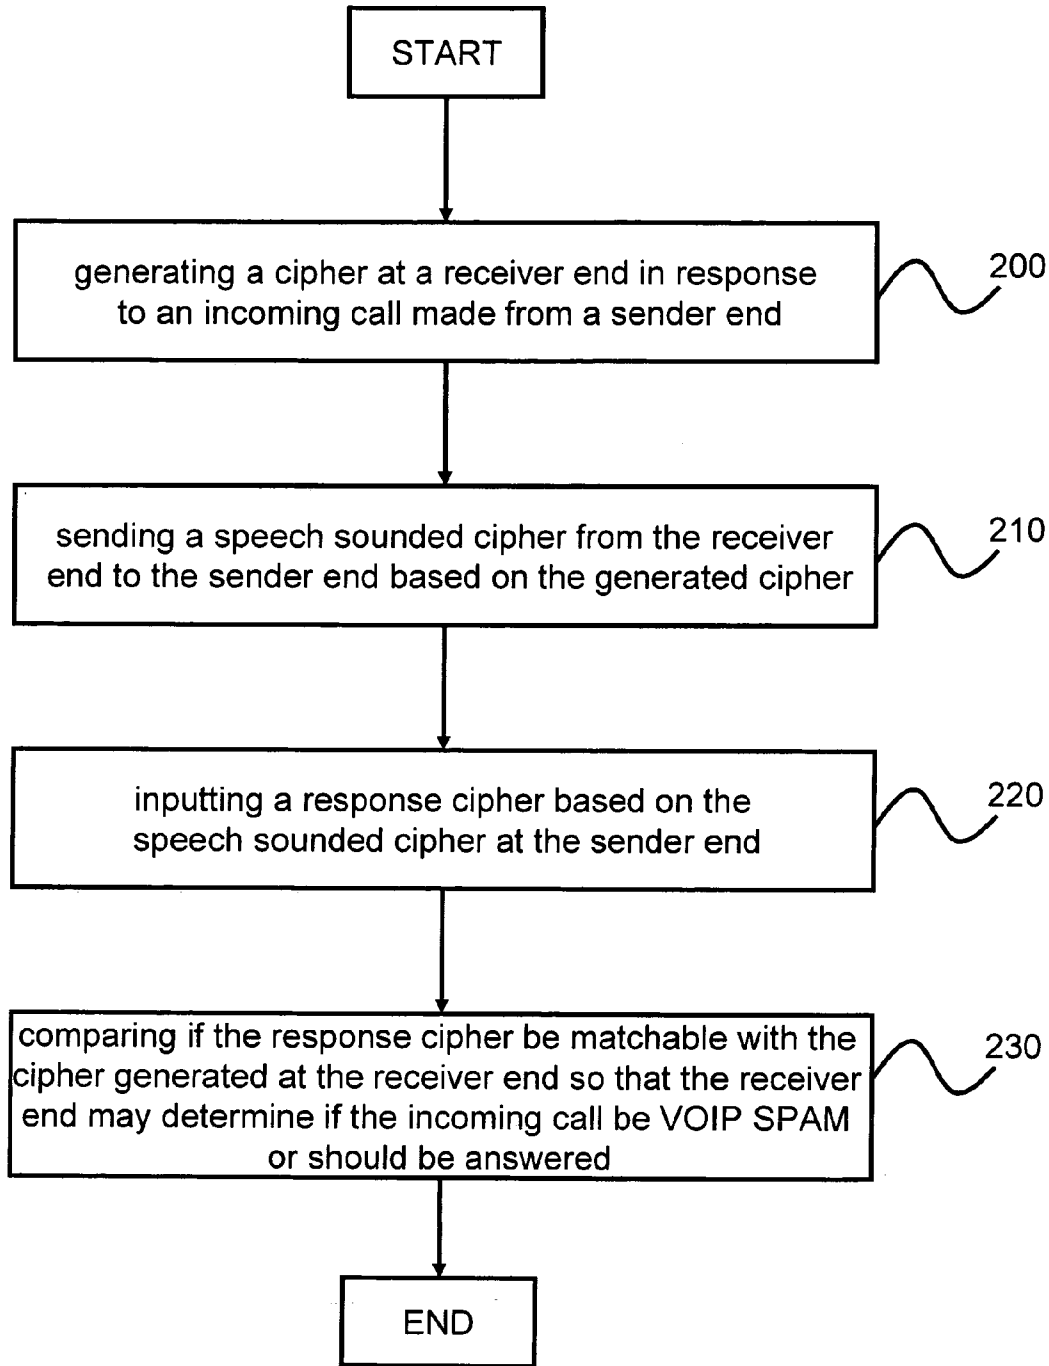 START
generating a cipher at a receiver end in response
to an incoming call made from a sender end
200
sending a speech sounded cipher from the receiver
end to the sender end based on the generated cipher
210
inputting a response cipher based on the
speech sounded cipher at the sender end
220
comparing if the response cipher be matchable with the
cipher generated at the receiver end so that the receiver
end may determine if the incoming call be VOIP SPAM
or should be answered
230
END